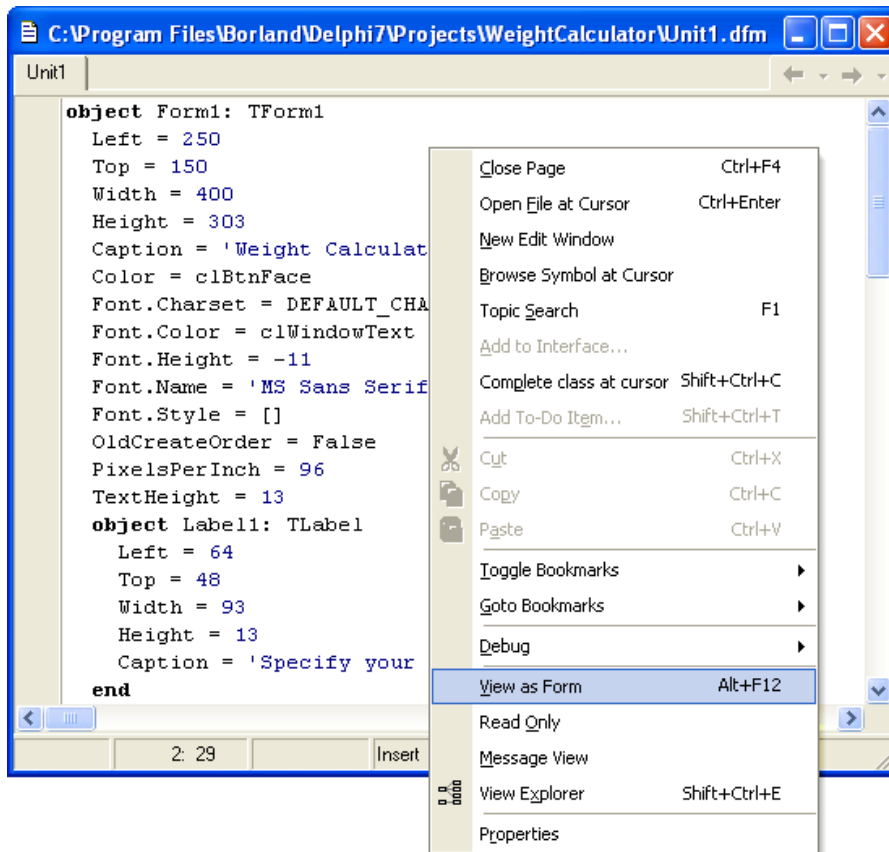 C:\Program Files\Borland\Delphi7\Projects\WeightCalculator\Unit1.dfm
Unit1
object Form1: TForm1
Left = 250
Top = 150
Width = 400
Height = 303
Caption = 'Weight Calculat
Color = clBtnFace
Font.Charset = DEFAULT_CHA
Font.Color = clWindowText
Font.Height = -11
Font.Name = 'MS Sans Serif
Font.Style = []
OldCreateOrder = False
PixelsPerInch = 96
TextHeight = 13
object Label1: TLabel
Left = 64
Top = 48
Width = 93
Height = 13
Caption = 'Specify your
end
2: 29 Insert
Close Page Ctrl+F4
Open File at Cursor Ctrl+Enter
New Edit Window
Browse Symbol at Cursor
Topic Search F1
Add to Interface...
Complete class at cursor Shift+Ctrl+C
Add To-Do Item... Shift+Ctrl+T
Cut Ctrl+X
Copy Ctrl+C
Paste Ctrl+V
Toggle Bookmarks
Goto Bookmarks
Debug
View as Form Alt+F12
Read Only
Message View
View Explorer Shift+Ctrl+E
Properties